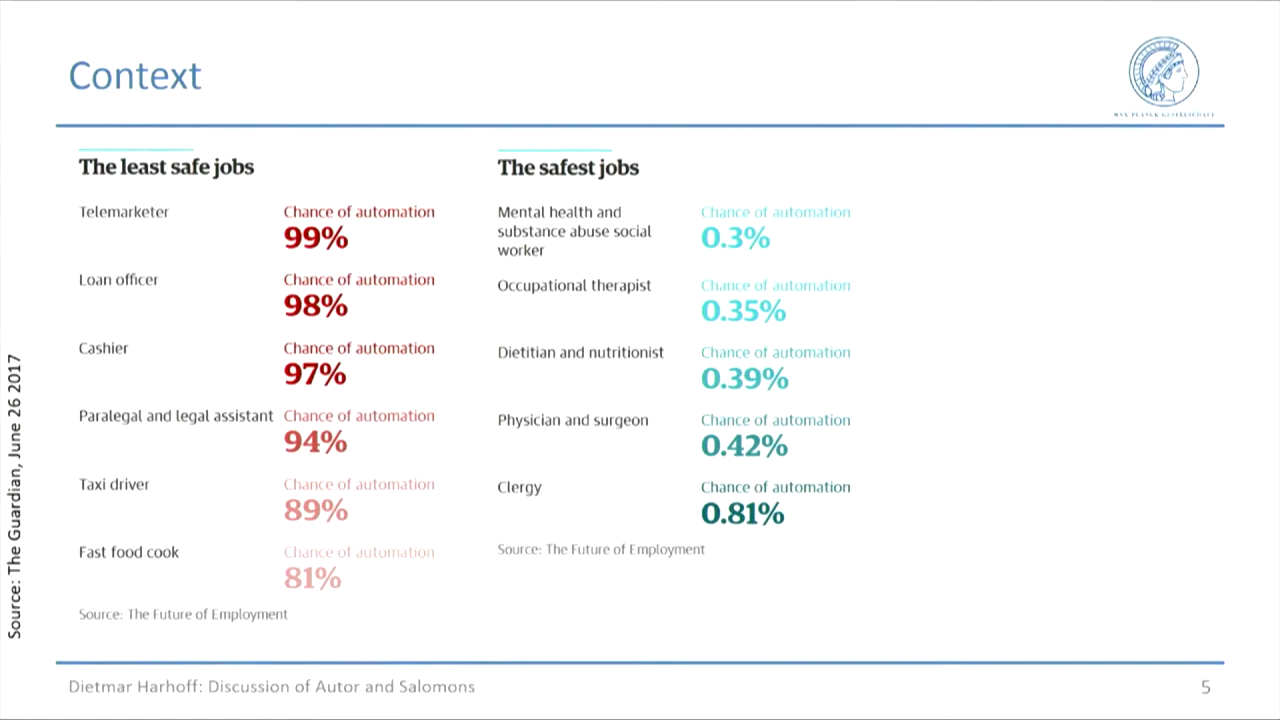 Context
MAX PLANCK GESELLSCHAFT
The least safe jobs
Telemarketer
Chance of automation
99%
Loan officer
Chance of automation
98%
Cashier
Chance of automation
97%
Paralegal and legal assistant
Chance of automation
94%
Taxi driver
Chance of automation
89%
Fast food cook
Chance of automation
81%
Source: The Future of Employment
The safest jobs
Mental health and
substance abuse social
worker
Chance of automation
0.3%
Occupational therapist
Chance of automation
0.35%
Dietitian and nutritionist
Chance of automation
0.39%
Physician and surgeon
Chance of automation
0.42%
Clergy
Chance of automation
0.81%
Source: The Future of Employment
Source: The Guardian, June 26 2017
Dietmar Harhoff: Discussion of Autor and Salomons
5